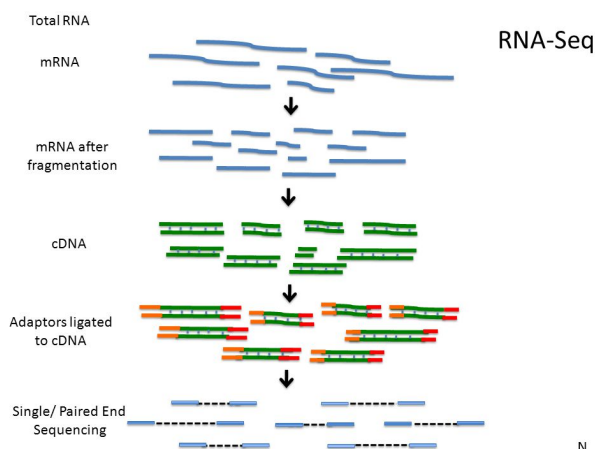 Total RNA
RNA-Seq
mRNA
mRNA after
fragmentation
cDNA
Adaptors ligated
to cDNA
Single/ Paired End
Sequencing
N